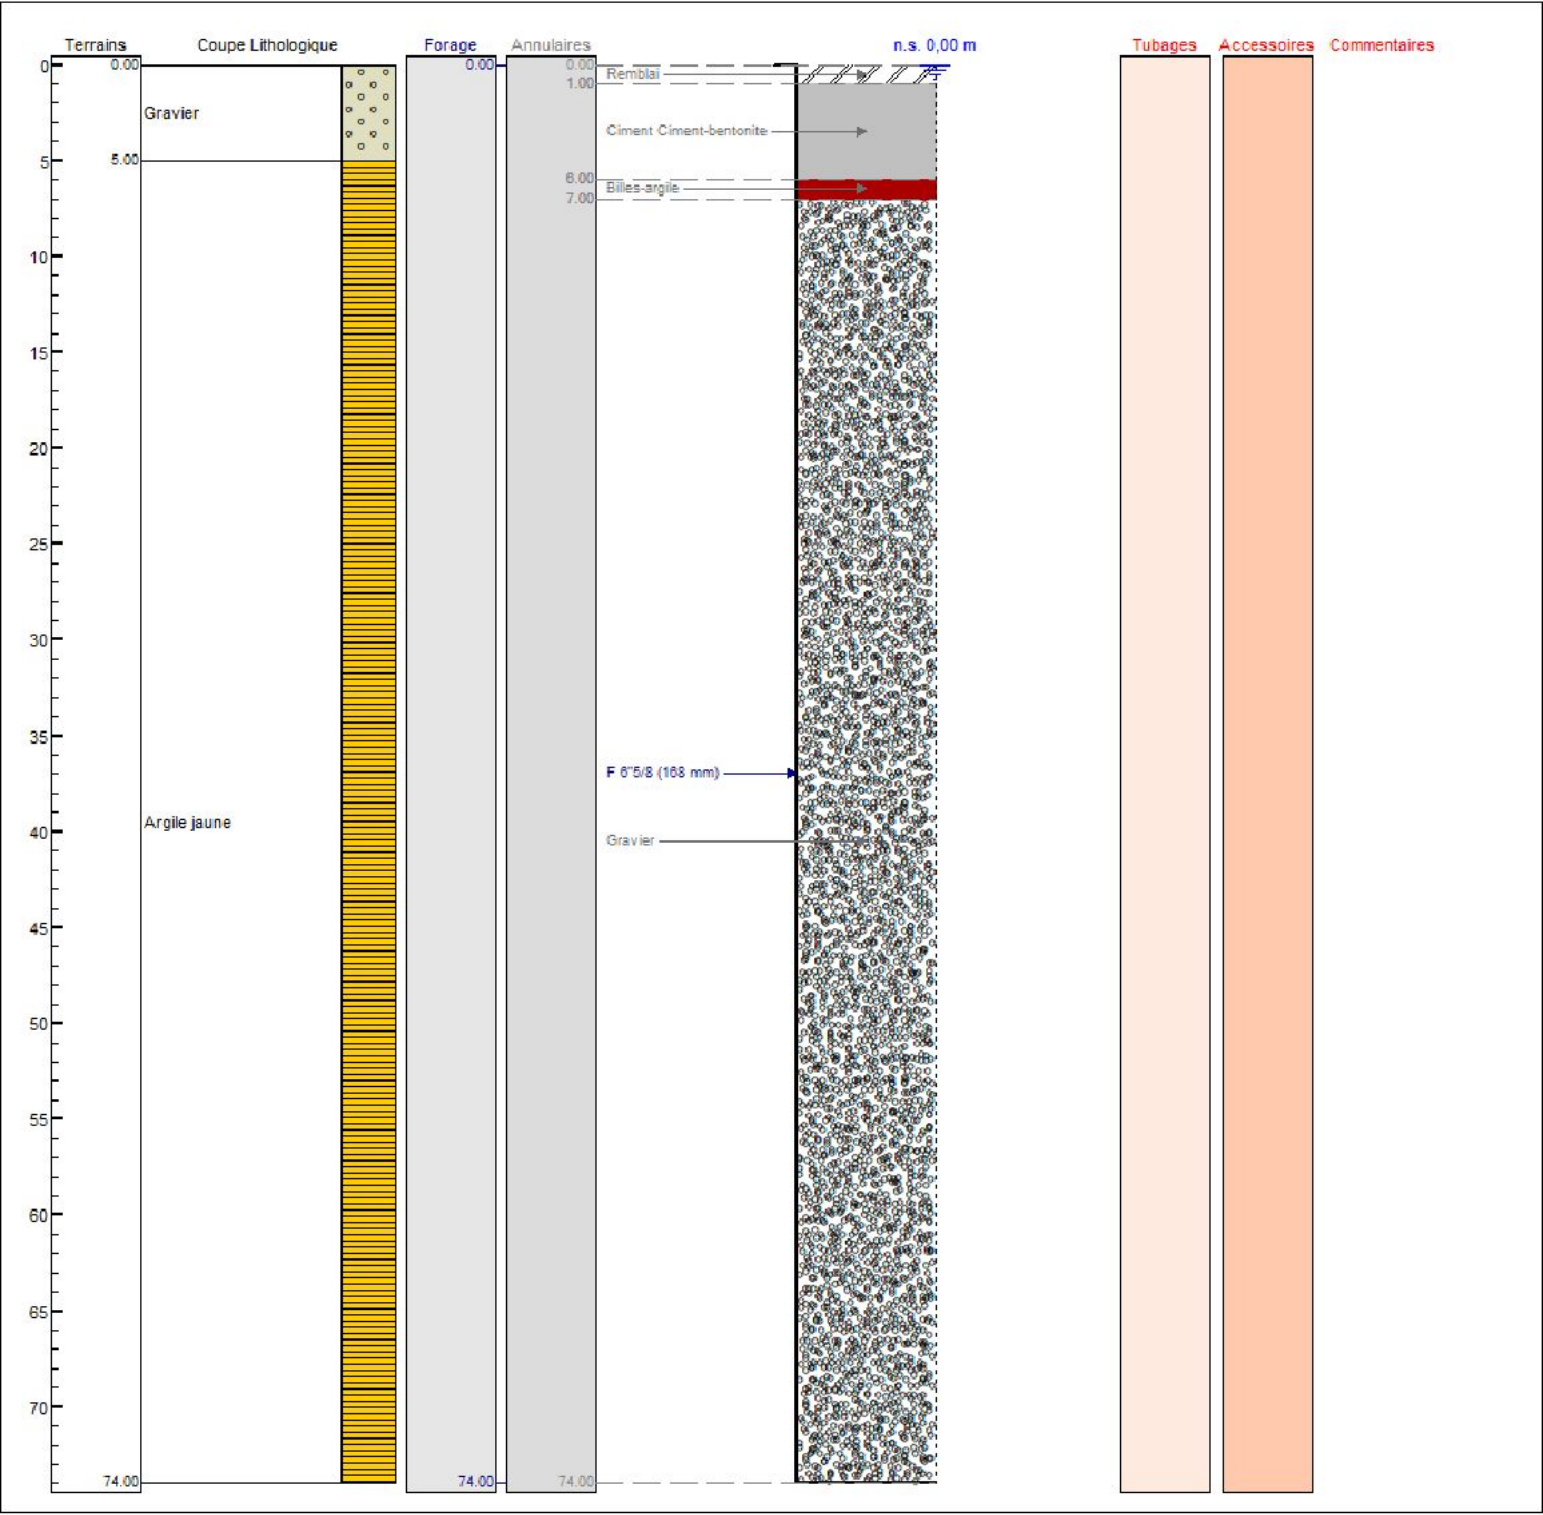 Terrains Coupe Lithologique Forage Annulaires n.s. 0,00 m Tubages Accessoires Commentaires
0 0.00 0.00 0.00
Remblai
1.00
Gravier
Ciment Ciment-bentonite
5 5.00
6.00
Billes-argile
7.00
10
15
20
25
30
35
F 6"5/8 (168 mm)
Argile jaune
40
Gravier
45
50
55
60
65
70
74.00 74.00 74.00